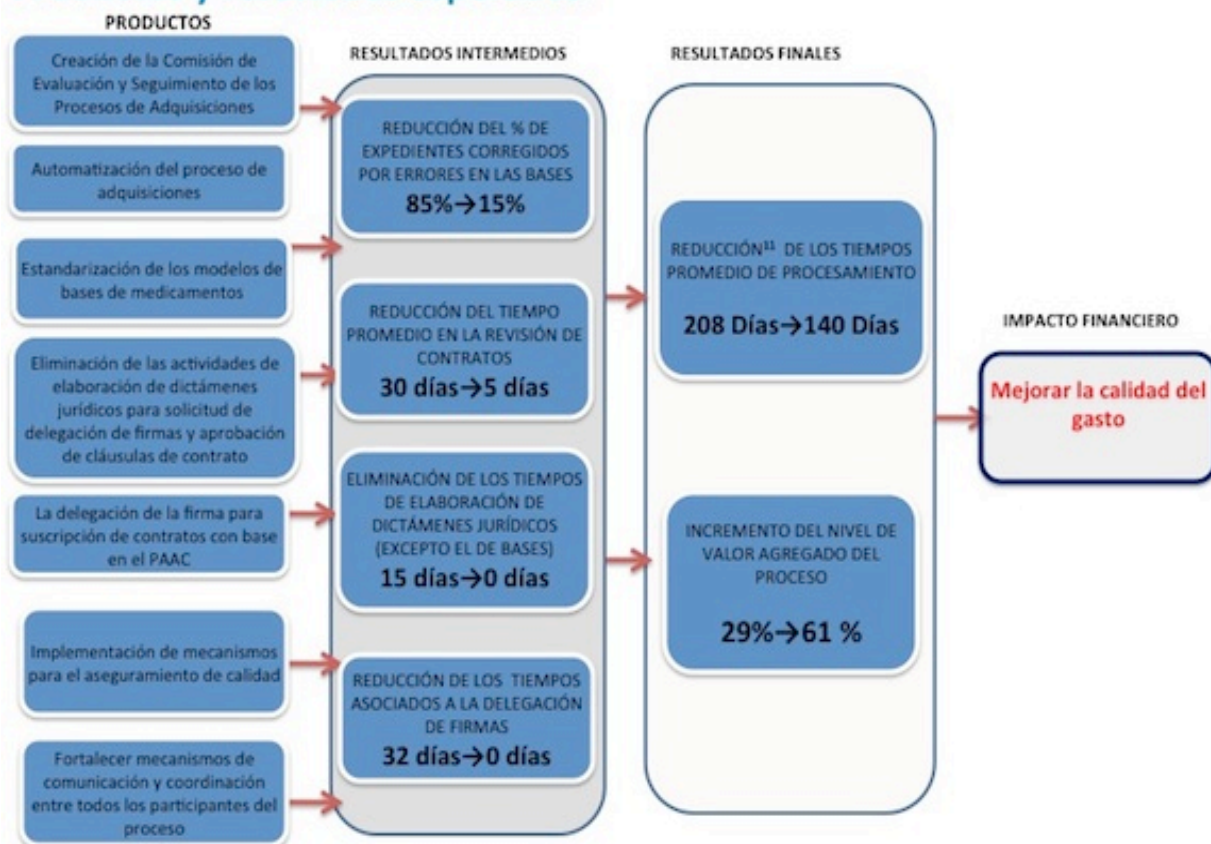 PRODUCTOS
Creación de la Comisión de
Evaluación y Seguimiento de los
Procesos de Adquisiciones
Automatización del proceso de
adquisiciones
Estandarización de los modelos de
bases de medicamentos
Eliminación de las actividades de
elaboración de dictámenes
jurídicos para solicitud de
delegación de firmas y aprobación
de cláusulas de contrato
La delegación de la firma para
suscripción de contratos con base
en el PAAC
Implementación de mecanismos
para el aseguramiento de calidad
Fortalecer mecanismos de
comunicación y coordinación
entre todos los participantes del
proceso
RESULTADOS INTERMEDIOS
REDUCCIÓN DEL % DE
EXPEDIENTES CORREGIDOS
POR ERRORES EN LAS BASES
85%→15%
REDUCCIÓN DEL TIEMPO
PROMEDIO EN LA REVISIÓN DE
CONTRATOS
30 días→5 días
ELIMINACIÓN DE LOS TIEMPOS
DE ELABORACIÓN DE
DICTÁMENES JURÍDICOS
(EXCEPTO EL DE BASES)
15 días→0 días
REDUCCIÓN DE LOS TIEMPOS
ASOCIADOS A LA DELEGACIÓN
DE FIRMAS
32 días→0 días
RESULTADOS FINALES
REDUCCIÓN¹¹ DE LOS TIEMPOS
PROMEDIO DE PROCESAMIENTO
208 Días→140 Días
INCREMENTO DEL NIVEL DE
VALOR AGREGADO DEL
PROCESO
29%→61 %
IMPACTO FINANCIERO
Mejorar la calidad del
gasto